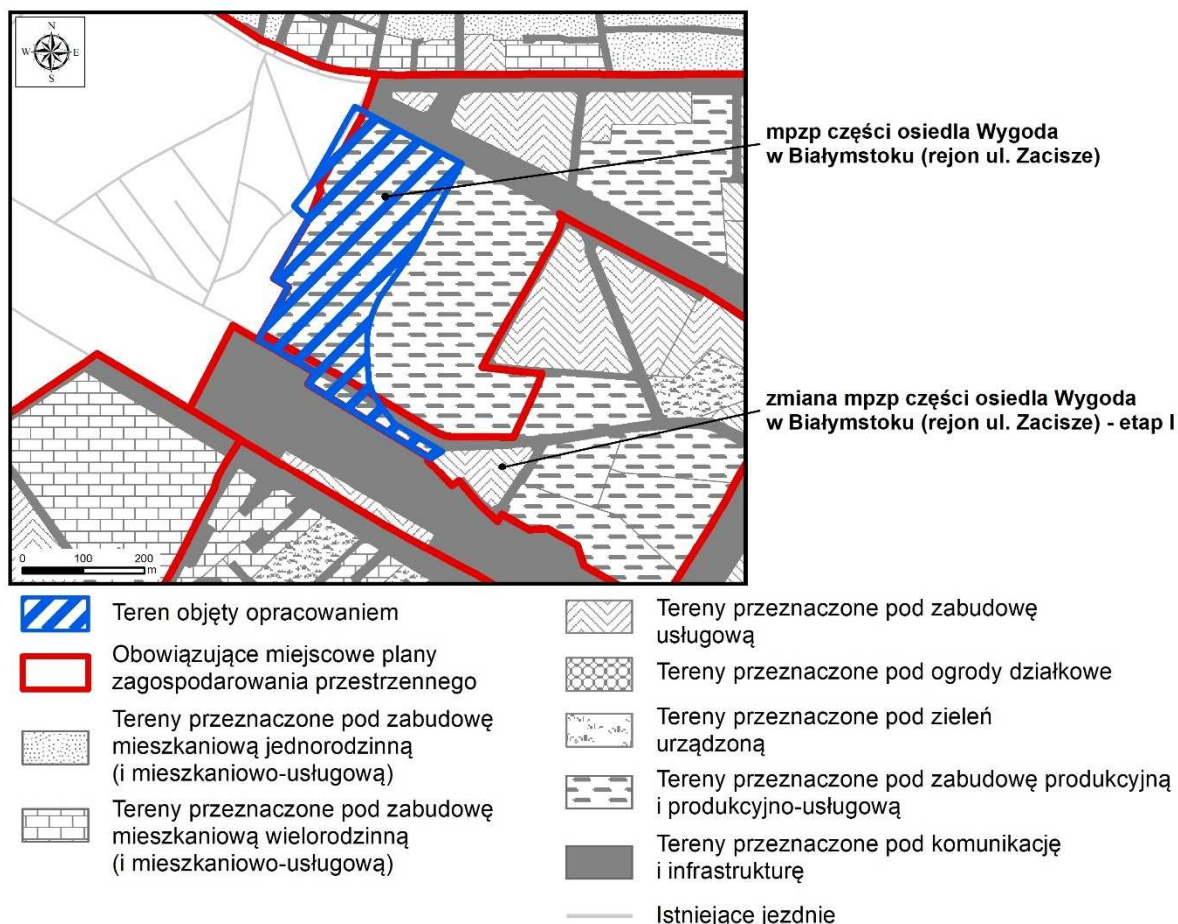 N
W
E
S
mpzp części osiedla Wygoda
w Białymstoku (rejon ul. Zacisze)
zmiana mpzp części osiedla Wygoda
w Białymstoku (rejon ul. Zacisze) - etap I
0 100 200
m
Teren objęty opracowaniem
Obowiązujące miejscowe plany
zagospodarowania przestrzennego
Tereny przeznaczone pod zabudowę
mieszkaniową jednorodzinną
(i mieszkaniowo-usługową)
Tereny przeznaczone pod zabudowę
mieszkaniową wielorodzinną
(i mieszkaniowo-usługową)
Tereny przeznaczone pod zabudowę
usługową
Tereny przeznaczone pod ogrody działkowe
Tereny przeznaczone pod zieleń
urządzoną
Tereny przeznaczone pod zabudowę produkcyjną
i produkcyjno-usługową
Tereny przeznaczone pod komunikację
i infrastrukturę
Istniejące jezdnie